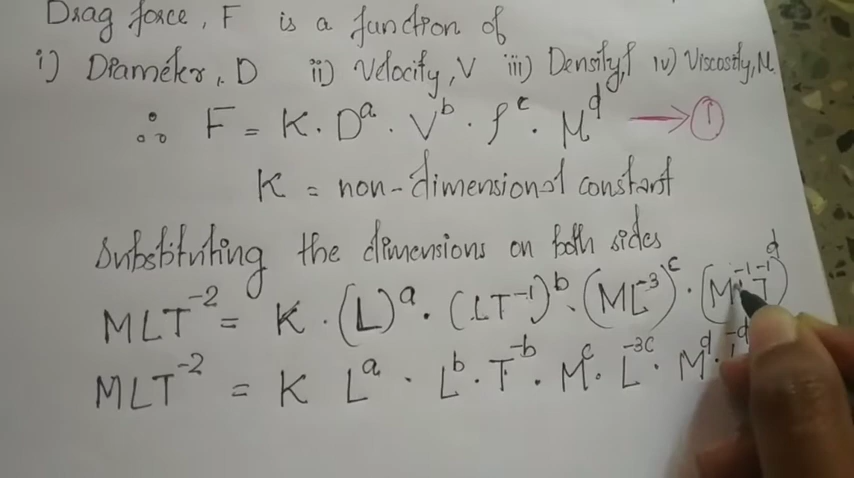 Drag force, F is a function of
i) Diameter, D ii) Velocity, V iii) Density, ρ iv) Viscosity, μ
∴ F = K · D^a · V^b · ρ^c · μ^d → ①
K = non-dimensional constant
Substituting the dimensions on both sides
MLT^-2 = K · (L)^a · (LT^-1)^b · (ML^-3)^c · (ML^-1T^-1)^d
MLT^-2 = K L^a · L^b · T^-b · M^c · L^-3c · M^d · L^-d